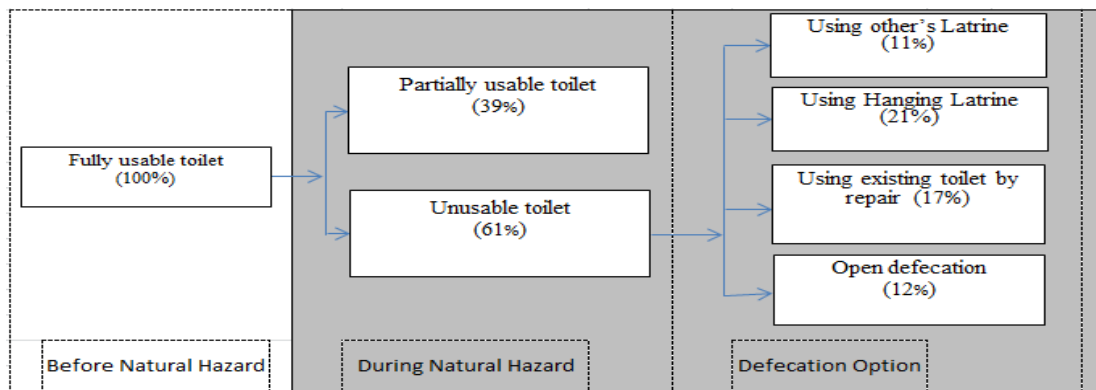 Fully usable toilet
(100%)
Partially usable toilet
(39%)
Unusable toilet
(61%)
Using other’s Latrine
(11%)
Using Hanging Latrine
(21%)
Using existing toilet by
repair (17%)
Open defecation
(12%)
Before Natural Hazard
During Natural Hazard
Defecation Option